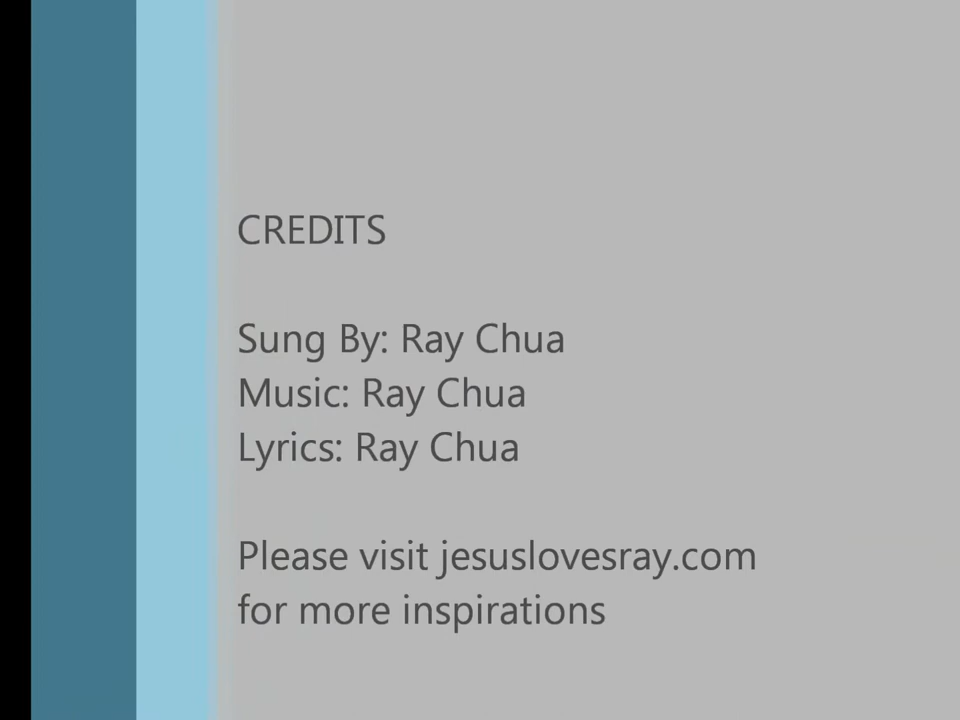 CREDITS
Sung By: Ray Chua
Music: Ray Chua
Lyrics: Ray Chua
Please visit jesuslovesray.com
for more inspirations